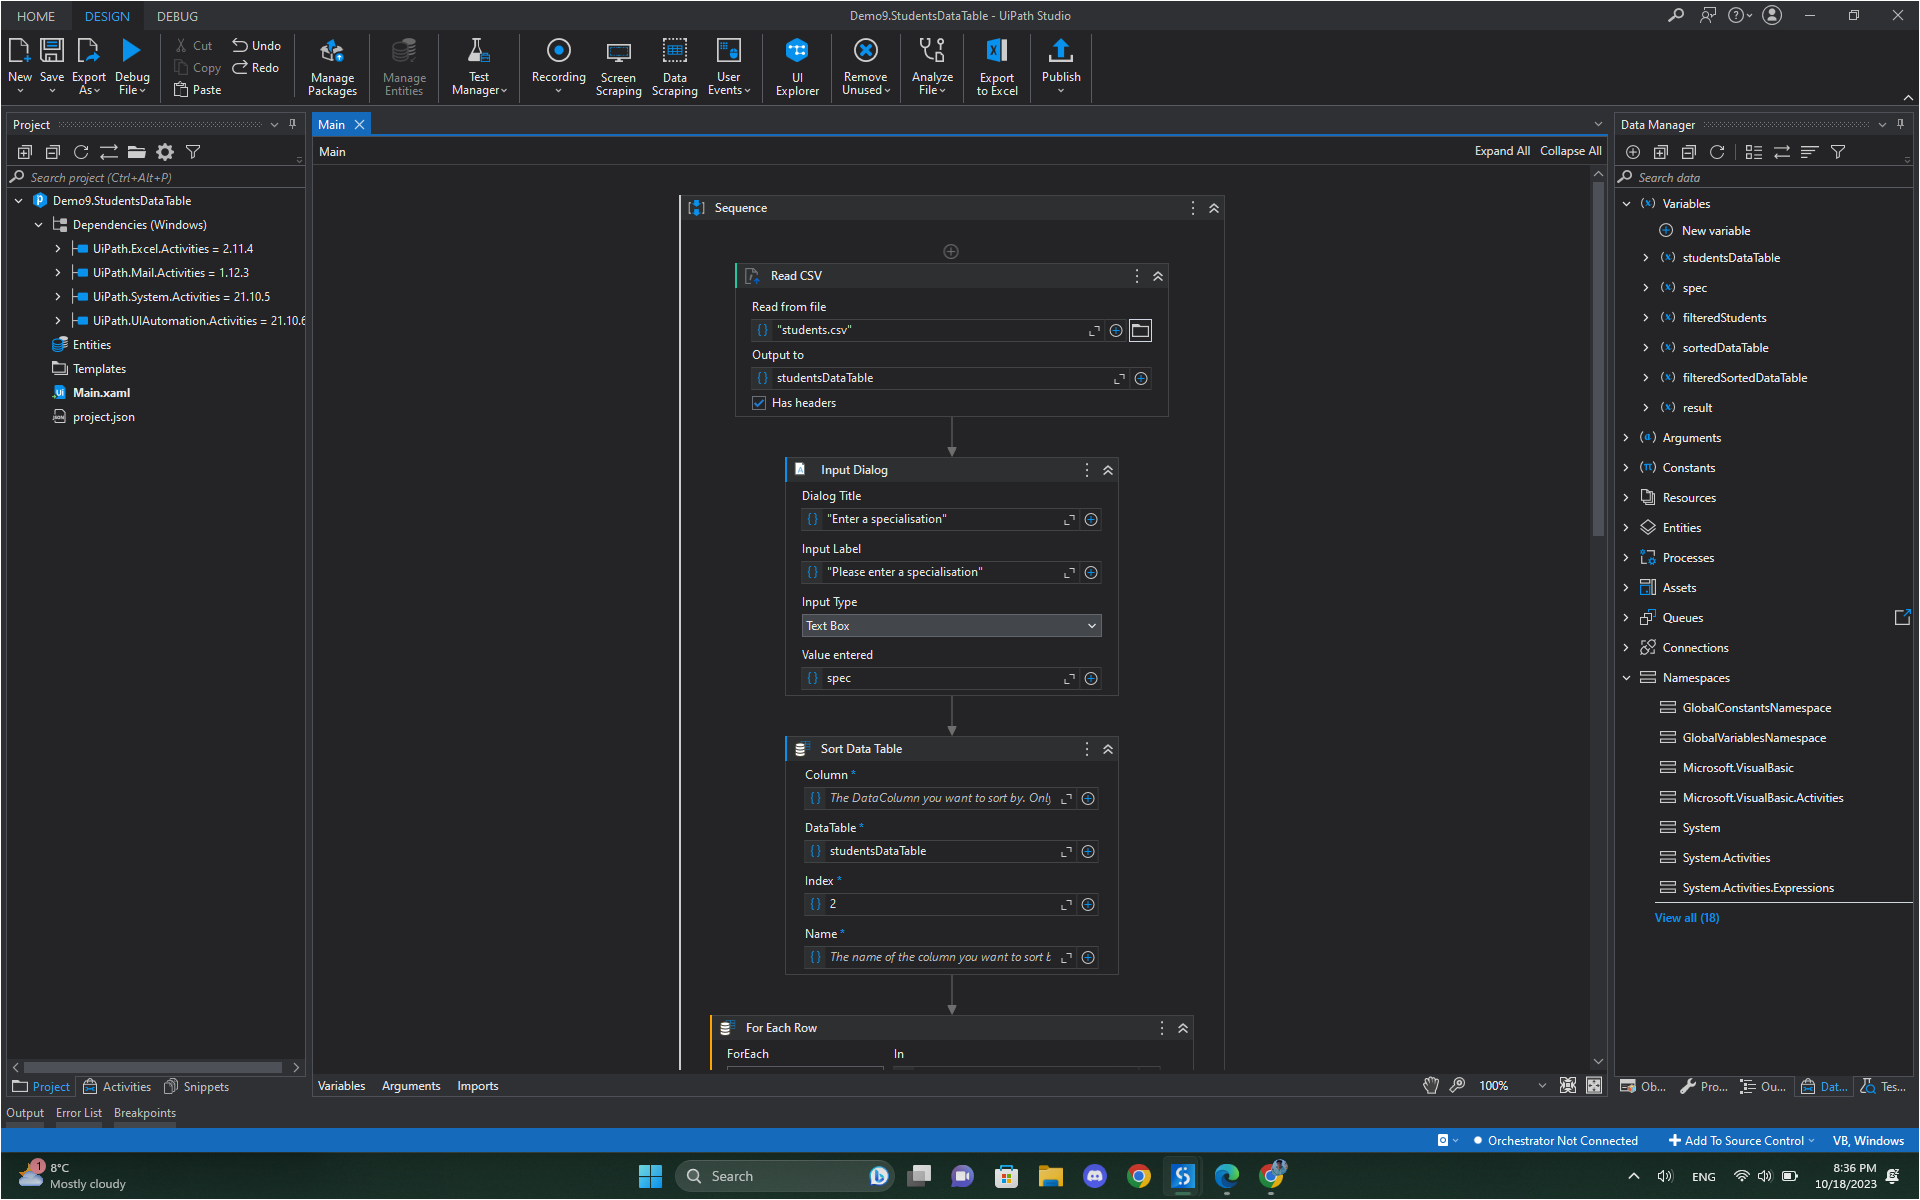 HOME DESIGN DEBUG
Demo9.StudentsDataTable - UiPath Studio
New Save Export As Debug File
Cut Copy Paste Undo Redo
Manage Packages
Manage Entities
Test Manager
Recording
Screen Scraping
Data Scraping
User Events
UI Explorer
Remove Unused
Analyze File
Export to Excel
Publish
Project
Search project (Ctrl+Alt+P)
Demo9.StudentsDataTable
Dependencies (Windows)
UiPath.Excel.Activities = 2.11.4
UiPath.Mail.Activities = 1.12.3
UiPath.System.Activities = 21.10.5
UiPath.UIAutomation.Activities = 21.10.6
Entities
Templates
Main.xaml
project.json
Project Activities Snippets
Main
Main
Expand All Collapse All
Sequence
Read CSV
Read from file
"students.csv"
Output to
studentsDataTable
Has headers
Input Dialog
Dialog Title
"Enter a specialisation"
Input Label
"Please enter a specialisation"
Input Type
Text Box
Value entered
spec
Sort Data Table
Column *
The DataColumn you want to sort by. Only
DataTable *
studentsDataTable
Index *
2
Name *
The name of the column you want to sort b
For Each Row
ForEach In
Variables Arguments Imports
100%
Data Manager
Search data
Variables
New variable
studentsDataTable
spec
filteredStudents
sortedDataTable
filteredSortedDataTable
result
Arguments
Constants
Resources
Entities
Processes
Assets
Queues
Connections
Namespaces
GlobalConstantsNamespace
GlobalVariablesNamespace
Microsoft.VisualBasic
Microsoft.VisualBasic.Activities
System
System.Activities
System.Activities.Expressions
View all (18)
Ob... Pro... Ou... Dat... Tes...
Output Error List Breakpoints
Orchestrator Not Connected Add To Source Control VB, Windows
1
8°C
Mostly cloudy
Search
ENG
8:36 PM
10/18/2023